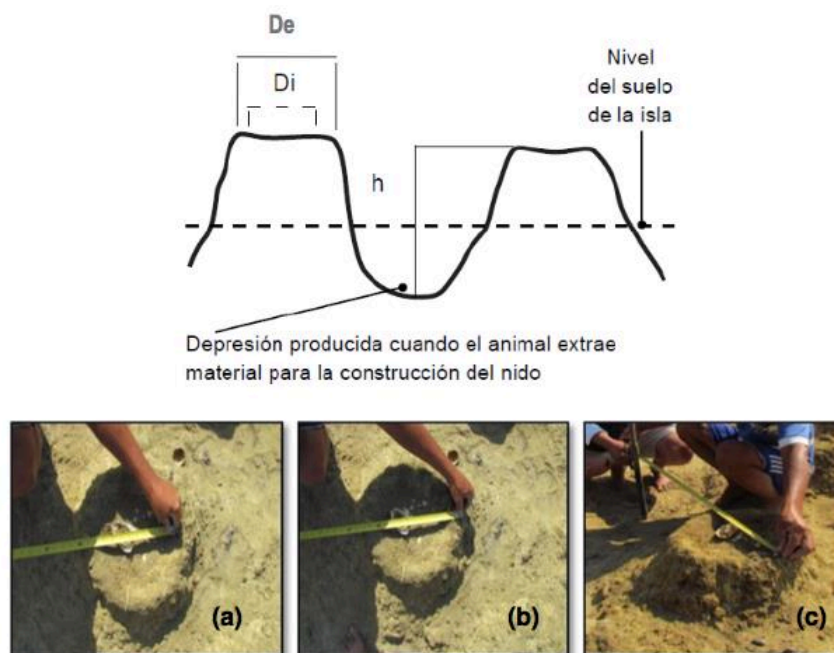 De
Di
Nivel
del suelo
de la isla
h
Depresión producida cuando el animal extrae
material para la construcción del nido
(a)
(b)
(c)